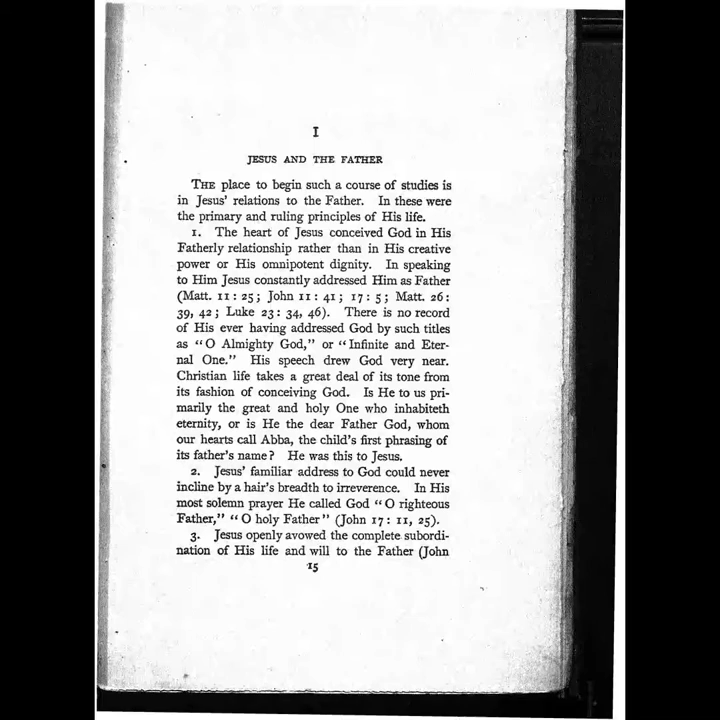 I
JESUS AND THE FATHER
THE place to begin such a course of studies is
in Jesus' relations to the Father. In these were
the primary and ruling principles of His life.
1. The heart of Jesus conceived God in His
Fatherly relationship rather than in His creative
power or His omnipotent dignity. In speaking
to Him Jesus constantly addressed Him as Father
(Matt. 11 : 25 ; John 11 : 41 ; 17 : 5 ; Matt. 26 :
39, 42 ; Luke 23 : 34, 46). There is no record
of His ever having addressed God by such titles
as “O Almighty God,” or “Infinite and Eter-
nal One.” His speech drew God very near.
Christian life takes a great deal of its tone from
its fashion of conceiving God. Is He to us pri-
marily the great and holy One who inhabiteth
eternity, or is He the dear Father God, whom
our hearts call Abba, the child's first phrasing of
its father's name? He was this to Jesus.
2. Jesus' familiar address to God could never
incline by a hair's breadth to irreverence. In His
most solemn prayer He called God “O righteous
Father,” “O holy Father” (John 17 : 11, 25).
3. Jesus openly avowed the complete subordi-
nation of His life and will to the Father (John
15